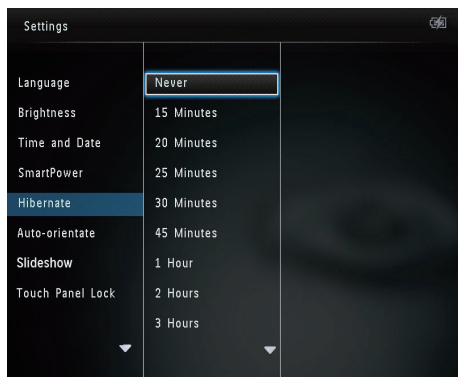 Settings
Language
Brightness
Time and Date
SmartPower
Hibernate
Auto-orientate
Slideshow
Touch Panel Lock
Never
15 Minutes
20 Minutes
25 Minutes
30 Minutes
45 Minutes
1 Hour
2 Hours
3 Hours